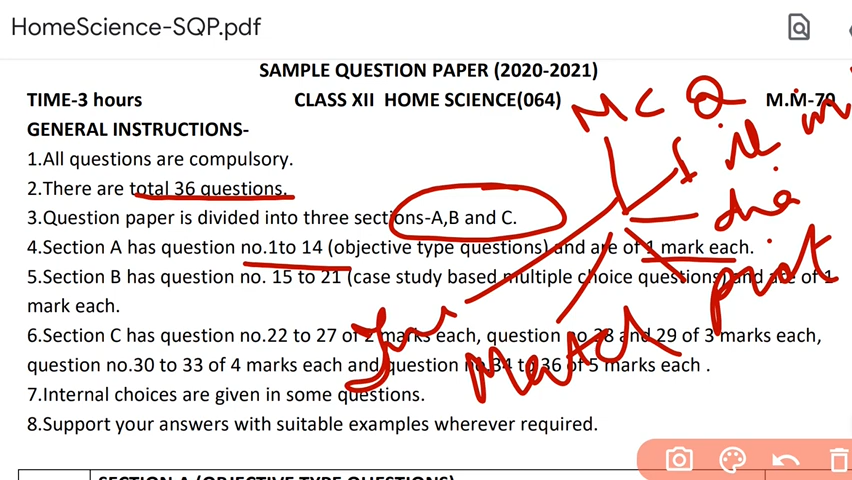 HomeScience-SQP.pdf
SAMPLE QUESTION PAPER (2020-2021)
TIME-3 hours CLASS XII HOME SCIENCE(064) M.M-70
GENERAL INSTRUCTIONS-
1.All questions are compulsory.
2.There are total 36 questions.
3.Question paper is divided into three sections-A,B and C.
4.Section A has question no.1to 14 (objective type questions) and are of 1 mark each.
5.Section B has question no. 15 to 21 (case study based multiple choice questions) and are of 1
mark each.
6.Section C has question no.22 to 27 of 2 marks each, question no 28 and 29 of 3 marks each,
question no.30 to 33 of 4 marks each and question no.34 to 36 of 5 marks each .
7.Internal choices are given in some questions.
8.Support your answers with suitable examples wherever required.
SECTION A (OBJECTIVE TYPE QUESTIONS)
MCQ